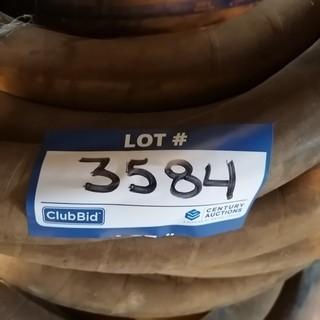 LOT #
3584
ClubBid
CENTURY
AUCTIONS